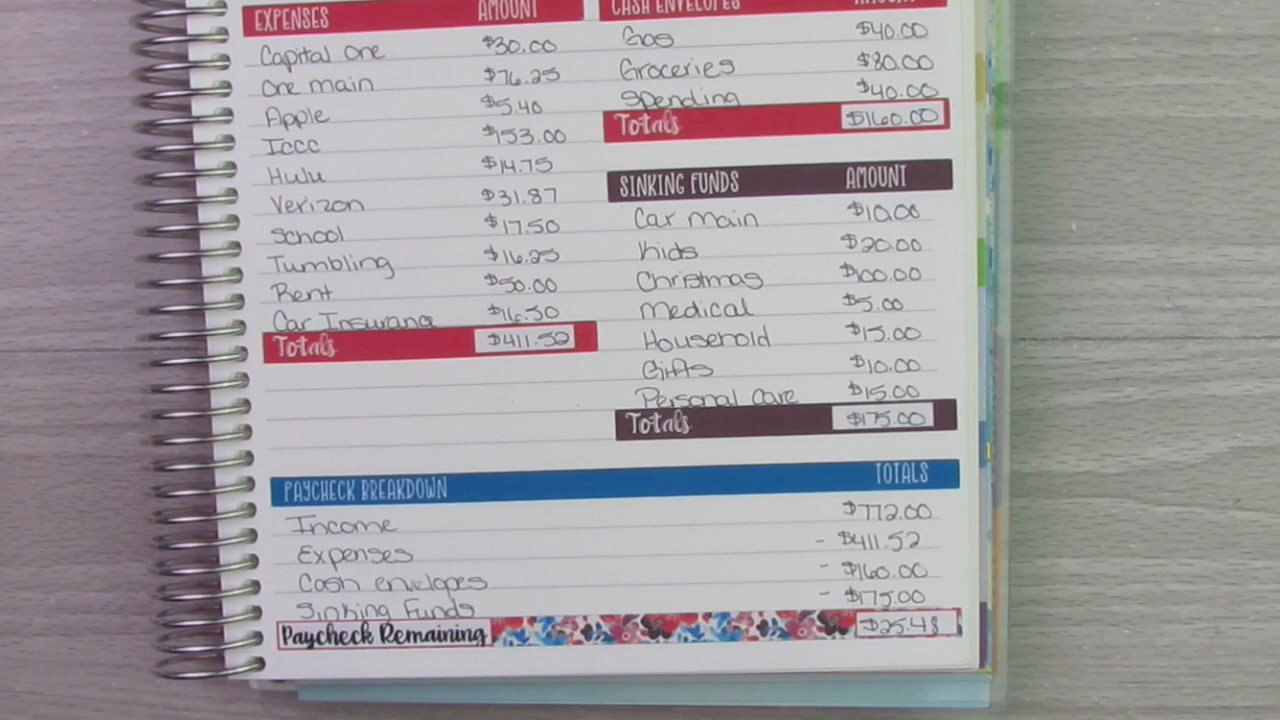 EXPENSES AMOUNT
Capital One $30.00
One main $76.25
Apple $5.40
ICCC $153.00
Hulu $14.75
Verizon $31.87
School $17.50
Tumbling $16.25
Rent $50.00
Car Insuranc $16.50
Totals $411.52
CASH ENVELOPES AMOUNT
Gas $40.00
Groceries $80.00
Spending $40.00
Totals $160.00
SINKING FUNDS AMOUNT
Car main $10.00
Kids $20.00
Christmas $100.00
Medical $5.00
Household $15.00
Gifts $10.00
Personal Care $15.00
Totals $175.00
PAYCHECK BREAKDOWN TOTALS
Income $772.00
Expenses - $411.52
Cash envelopes - $160.00
Sinking Funds - $175.00
Paycheck Remaining $25.48